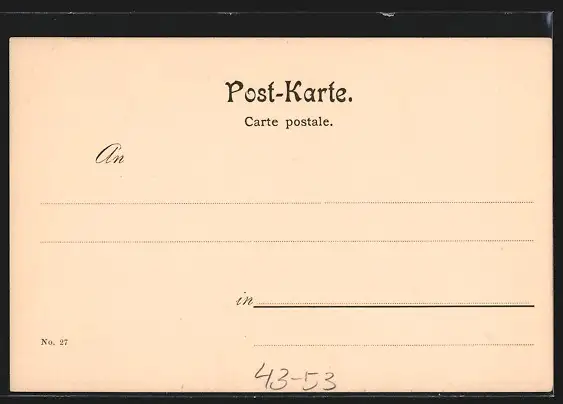 Post-Karte.
Carte postale.
An
in
No. 27
43-53